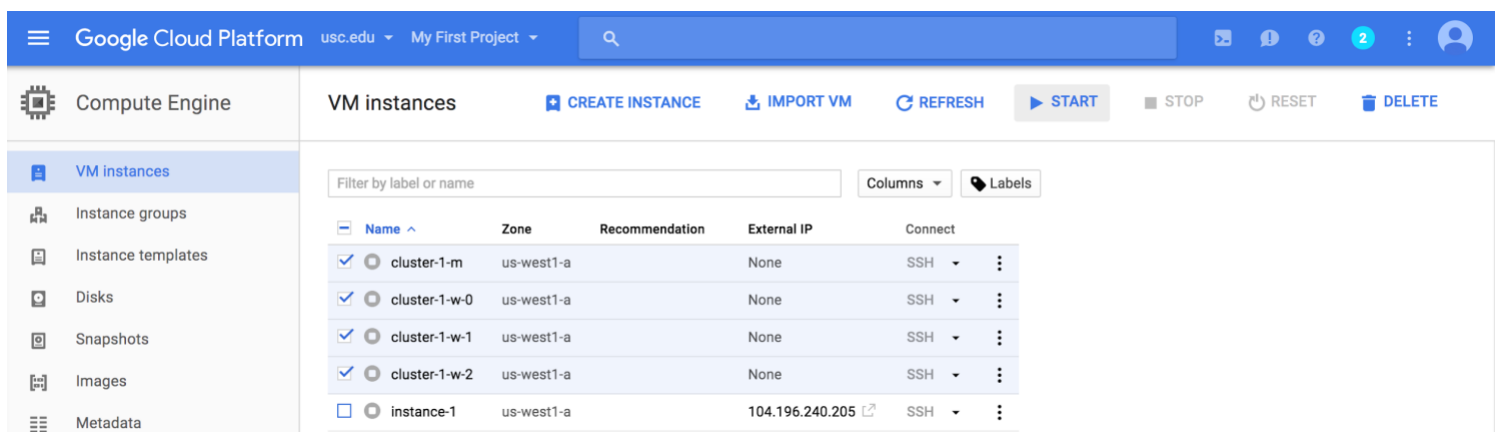 Google Cloud Platform usc.edu My First Project 2
Compute Engine
VM instances CREATE INSTANCE IMPORT VM REFRESH START STOP RESET DELETE
VM instances
Instance groups
Instance templates
Disks
Snapshots
Images
Metadata
Filter by label or name Columns Labels
Name Zone Recommendation External IP Connect
cluster-1-m us-west1-a None SSH
cluster-1-w-0 us-west1-a None SSH
cluster-1-w-1 us-west1-a None SSH
cluster-1-w-2 us-west1-a None SSH
instance-1 us-west1-a 104.196.240.205 SSH